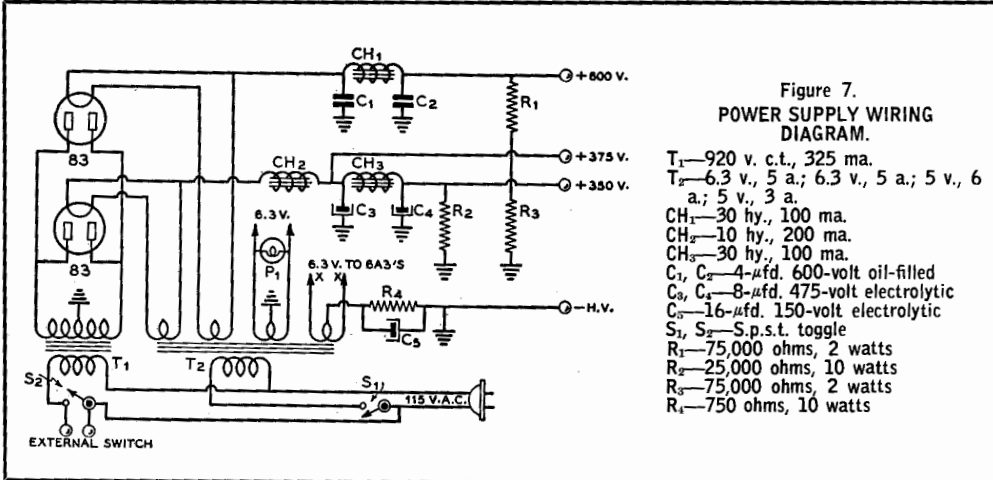 CH₁
+600 V.
C₁
C₂
R₁
83
+375 V.
CH₂
CH₃
+350 V.
C₃
C₄
R₂
R₃
6.3 V.
P₁
83
6.3 V. TO 6A3'S
X X
R₄
−H.V.
C₅
T₁
T₂
S₂
S₁
115 V.A.C.
EXTERNAL SWITCH
Figure 7.
POWER SUPPLY WIRING
DIAGRAM.
T₁—920 v. c.t., 325 ma.
T₂—6.3 v., 5 a.; 6.3 v., 5 a.; 5 v., 6
a.; 5 v., 3 a.
CH₁—30 hy., 100 ma.
CH₂—10 hy., 200 ma.
CH₃—30 hy., 100 ma.
C₁, C₂—4-μfd. 600-volt oil-filled
C₃, C₄—8-μfd. 475-volt electrolytic
C₅—16-μfd. 150-volt electrolytic
S₁, S₂—S.p.s.t. toggle
R₁—75,000 ohms, 2 watts
R₂—25,000 ohms, 10 watts
R₃—75,000 ohms, 2 watts
R₄—750 ohms, 10 watts